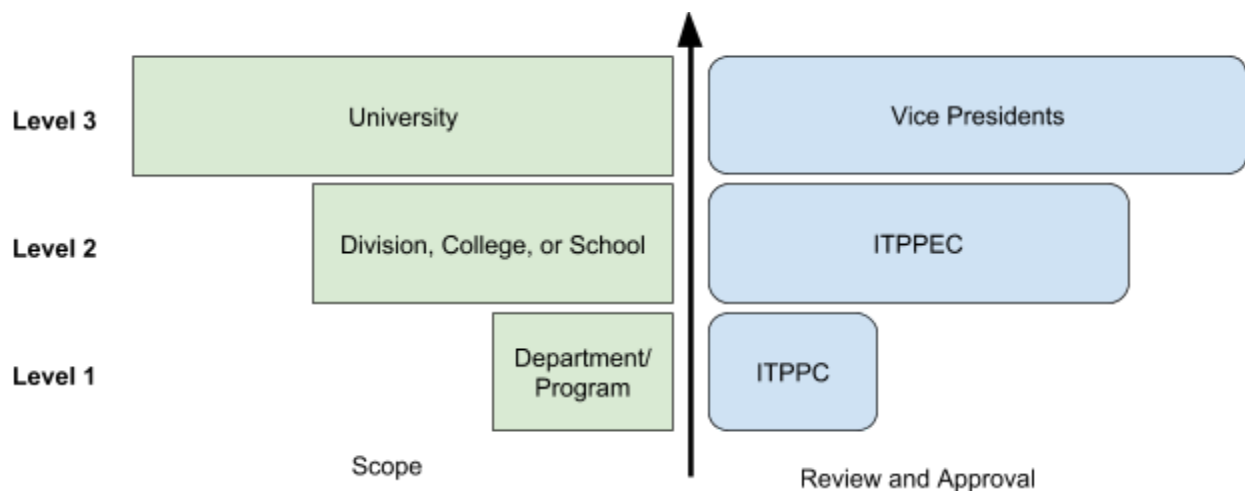 Level 3
University
Vice Presidents
Level 2
Division, College, or School
ITPPEC
Level 1
Department/
Program
ITPPC
Scope
Review and Approval